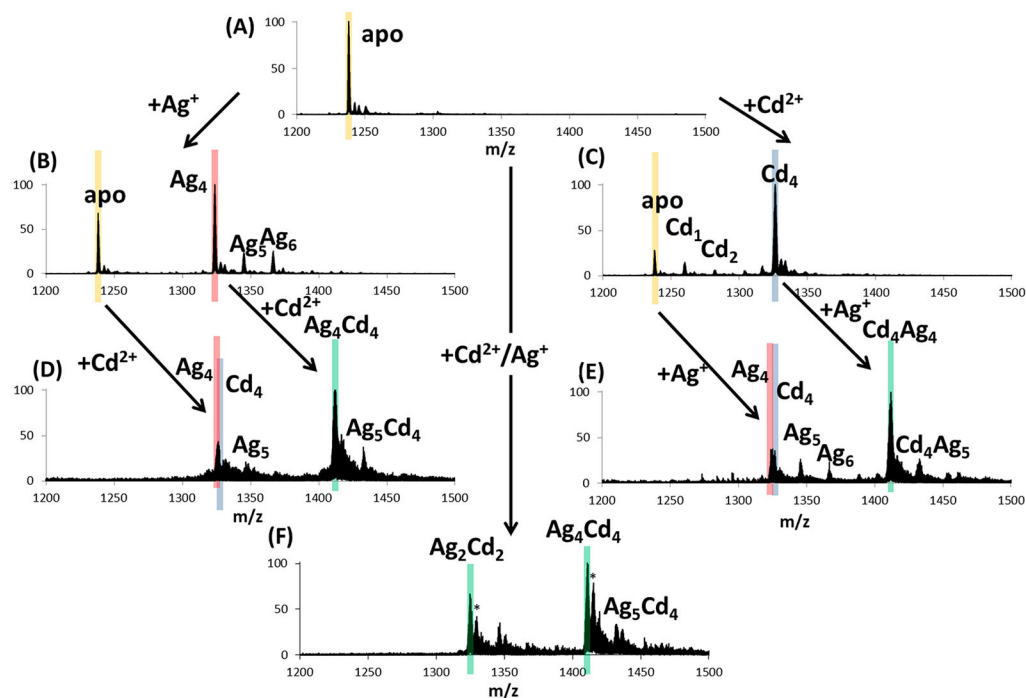 (A)
apo
100
50
0
1200 1250 1300 1350 1400 1450 1500
m/z
+Ag⁺
+Cd²⁺
(B)
apo
Ag₄
Ag₅
Ag₆
100
50
0
1200 1250 1300 1350 1400 1450 1500
(C)
apo
Cd₁
Cd₂
Cd₄
100
50
0
1200 1250 1300 1350 1400 1450 1500
+Cd²⁺
+Cd²⁺
+Cd²⁺/Ag⁺
+Ag⁺
+Ag⁺
(D)
Ag₄
Cd₄
Ag₅
Ag₄Cd₄
Ag₅Cd₄
100
50
0
1200 1250 1300 1350 1400 1450 1500
m/z
(E)
Ag₄
Cd₄
Ag₅
Ag₆
Cd₄Ag₄
Cd₄Ag₅
100
50
0
1200 1250 1300 1350 1400 1450 1500
m/z
(F)
Ag₂Cd₂
*
Ag₄Cd₄
*
Ag₅Cd₄
100
50
0
1200 1250 1300 1350 1400 1450 1500
m/z